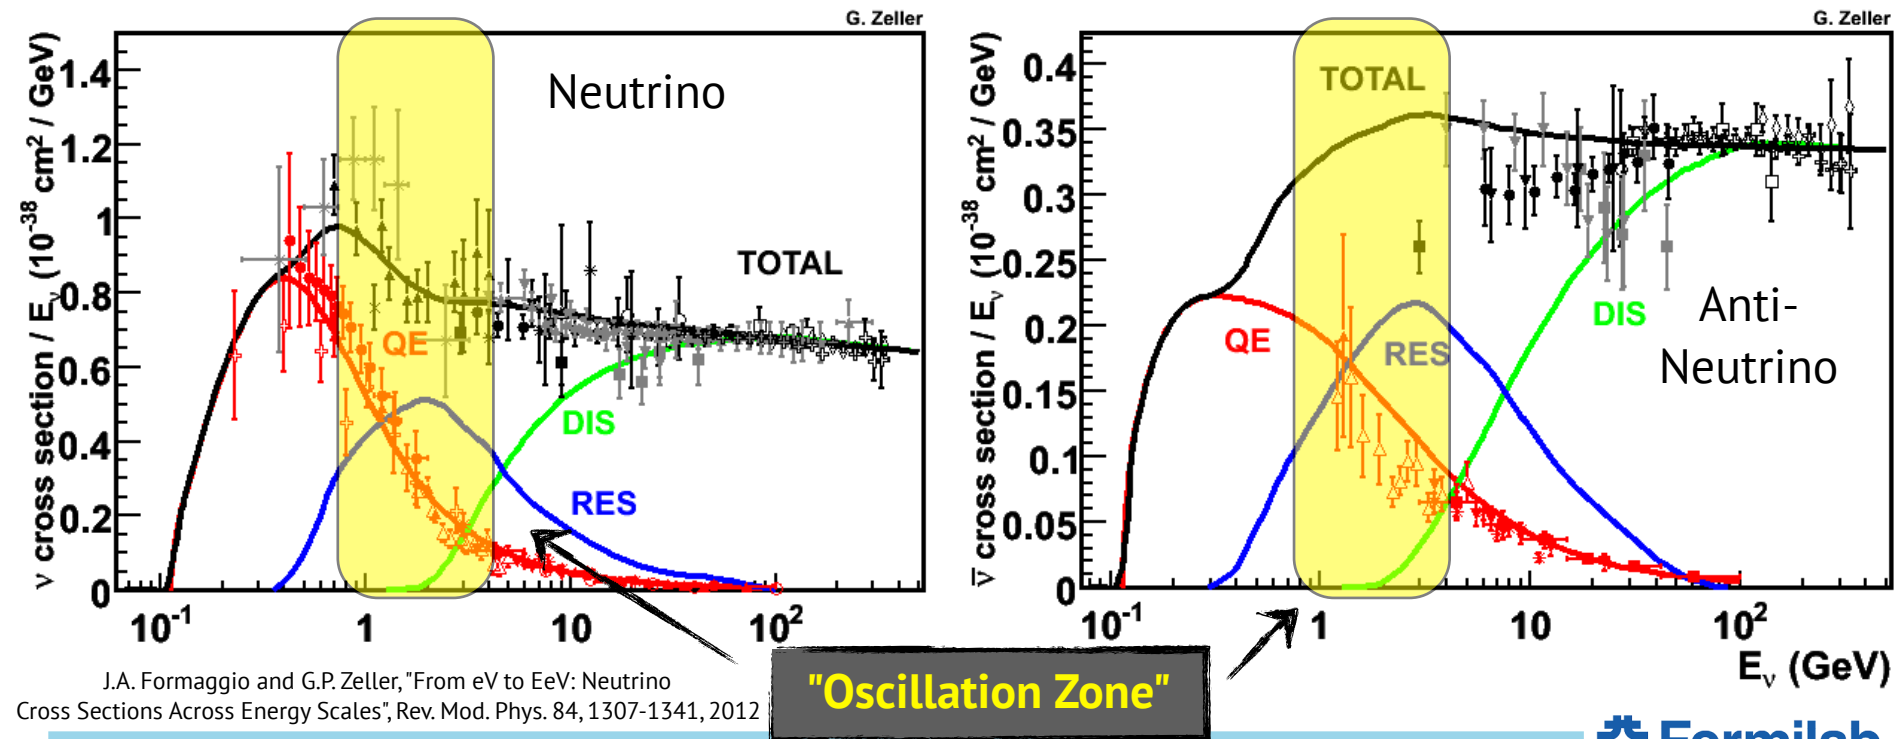 G. Zeller
ν cross section / Eν (10⁻³⁸ cm² / GeV)
1.4
1.2
1
0.8
0.6
0.4
0.2
0
Neutrino
TOTAL
QE
DIS
RES
10⁻¹ 1 10 10²
G. Zeller
ν̅ cross section / Eν (10⁻³⁸ cm² / GeV)
0.4
0.35
0.3
0.25
0.2
0.15
0.1
0.05
0
TOTAL
QE
RES
DIS
Anti-
Neutrino
10⁻¹ 1 10 10²
Eν (GeV)
"Oscillation Zone"
J.A. Formaggio and G.P. Zeller, "From eV to EeV: Neutrino
Cross Sections Across Energy Scales", Rev. Mod. Phys. 84, 1307-1341, 2012
Fermilab